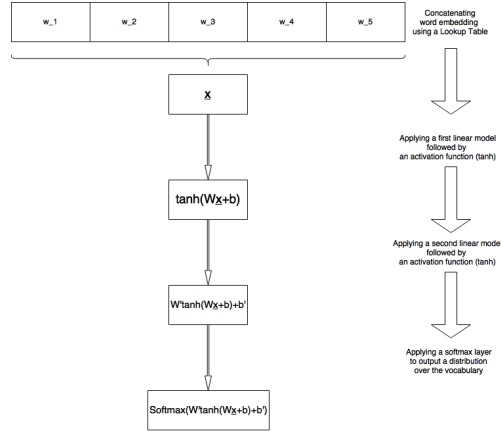 w_1 w_2 w_3 w_4 w_5
Concatenating
word embedding
using a Lookup Table
x
Applying a first linear model
followed by
an activation function (tanh)
tanh(Wx+b)
Applying a second linear model
followed by
an activation function (tanh)
W'tanh(Wx+b)+b'
Applying a softmax layer
to output a distribution
over the vocabulary
Softmax(W'tanh(Wx+b)+b')